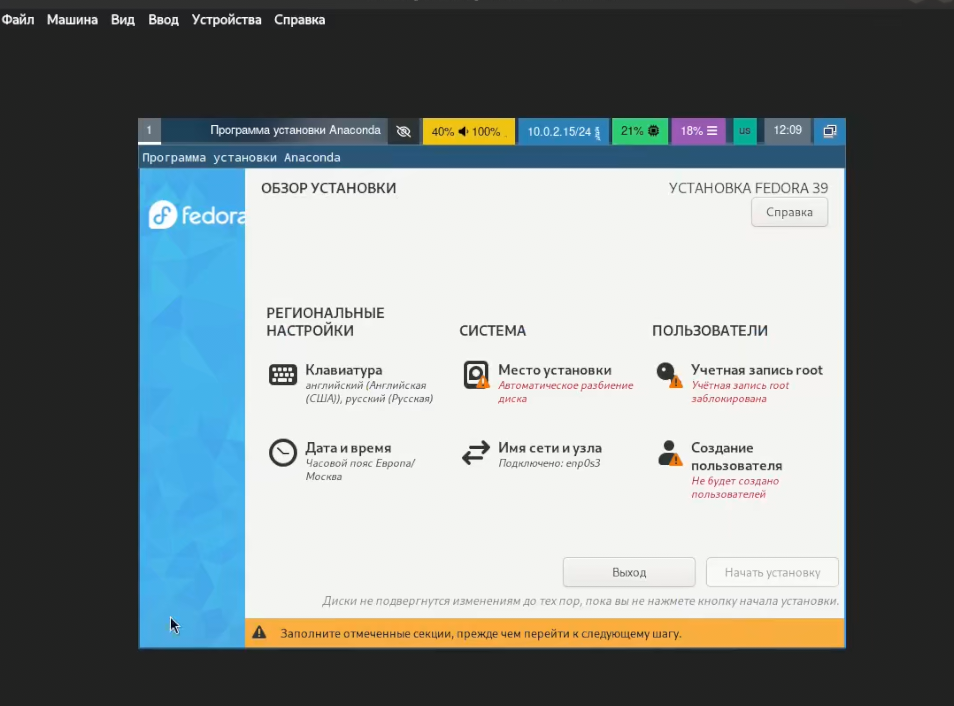 Файл Машина Вид Ввод Устройства Справка
1 Программа установки Anaconda 40% 100% 10.0.2.15/24 21% 18% us 12:09
Программа установки Anaconda
fedora
ОБЗОР УСТАНОВКИ
УСТАНОВКА FEDORA 39
Справка
РЕГИОНАЛЬНЫЕ
НАСТРОЙКИ
Клавиатура
английский (Английская
(США)), русский (Русская)
Дата и время
Часовой пояс Европа/
Москва
СИСТЕМА
Место установки
Автоматическое разбиение
диска
Имя сети и узла
Подключено: enp0s3
ПОЛЬЗОВАТЕЛИ
Учетная запись root
Учётная запись root
заблокирована
Создание
пользователя
Не будет создано
пользователей
Выход
Начать установку
Диски не подвергнутся изменениям до тех пор, пока вы не нажмете кнопку начала установки.
Заполните отмеченные секции, прежде чем перейти к следующему шагу.